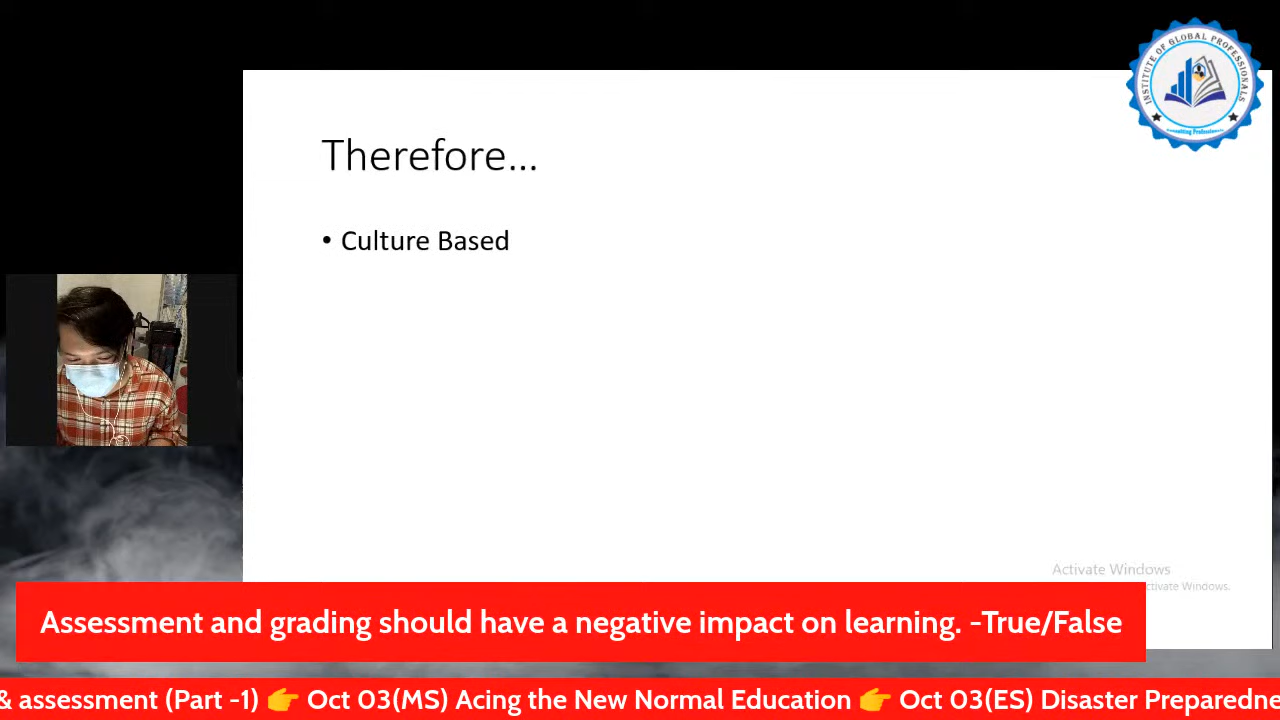 INSTITUTE OF GLOBAL PROFESSIONALS
Therefore...
• Culture Based
Activate Windows
ctivate Windows.
Assessment and grading should have a negative impact on learning. -True/False
& assessment (Part -1) 👉 Oct 03(MS) Acing the New Normal Education 👉 Oct 03(ES) Disaster Preparedne